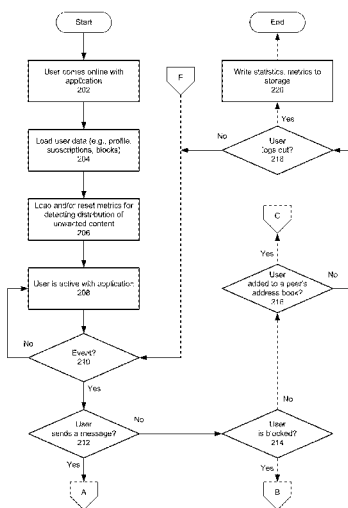 Start
User comes online with
application
202
Load user data (e.g., profile,
subscriptions, blocks)
204
Load and/or reset metrics for
detecting distribution of
unwanted content
206
User is active with application
208
No
Event?
210
Yes
User
sends a message?
212
No
Yes
A
F
End
Write statistics, metrics to
storage
220
Yes
No
User
logs out?
218
C
Yes
User
added to a peer's
address book?
216
No
No
User
is blocked?
214
Yes
B